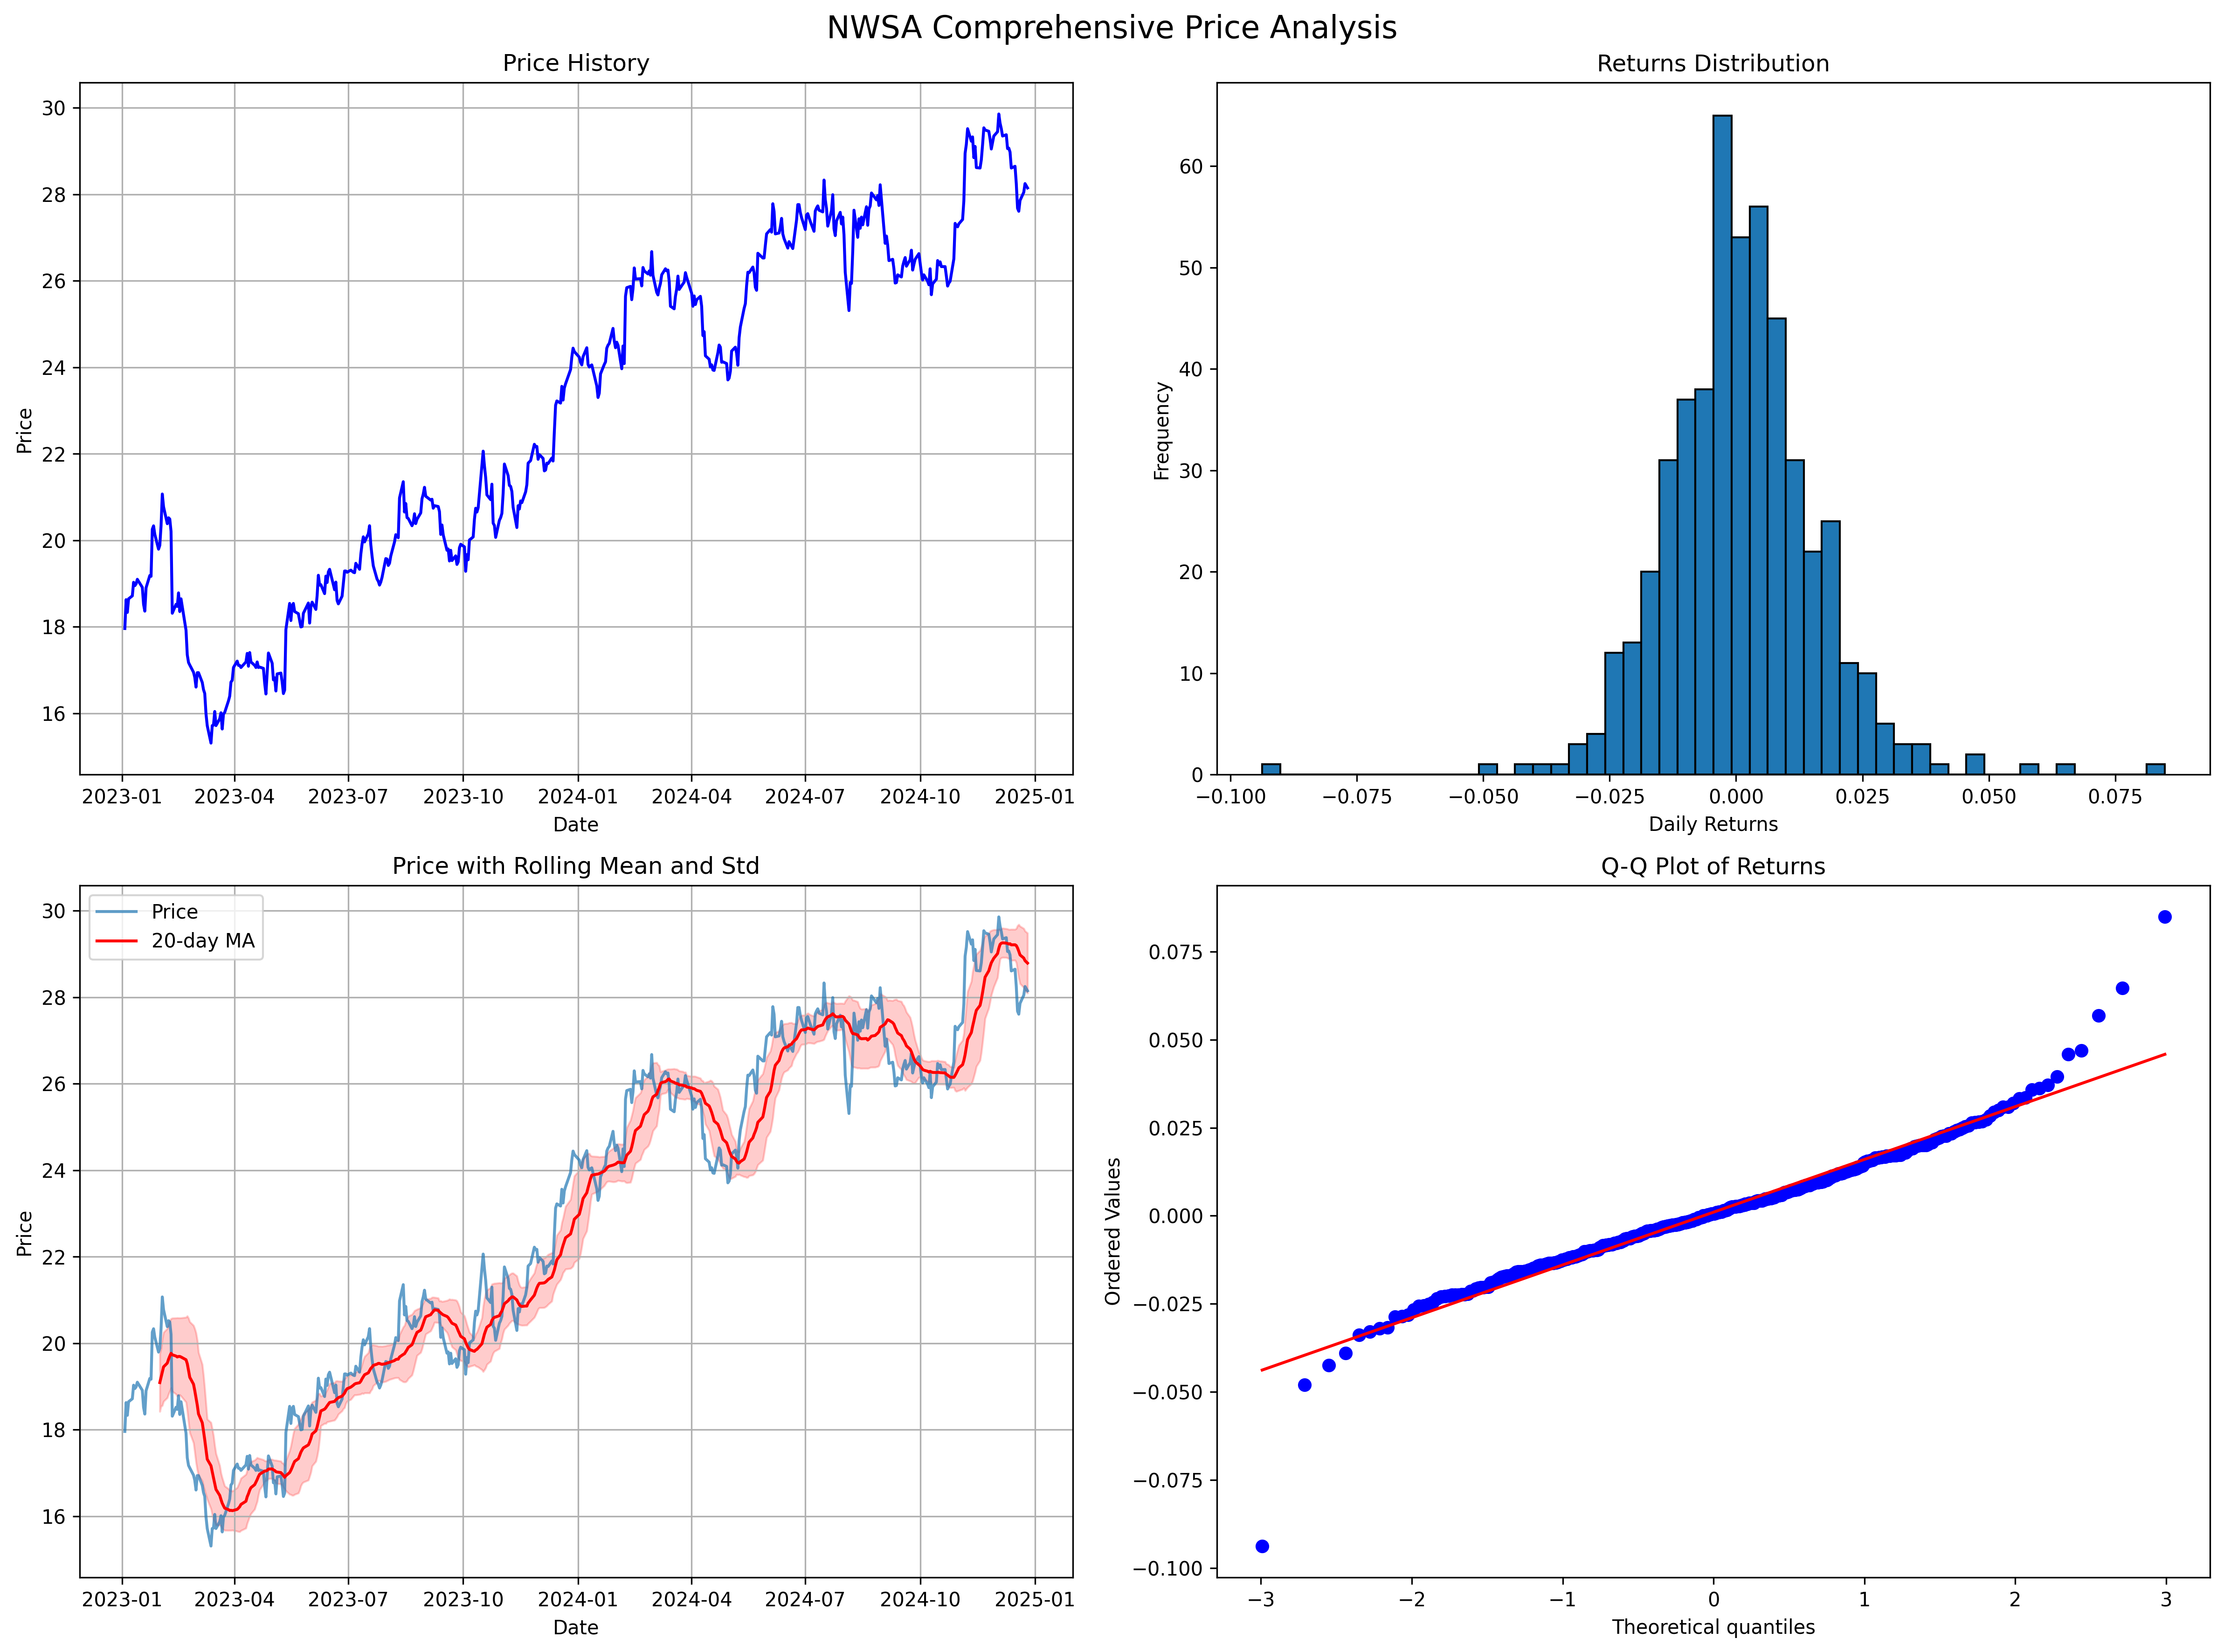 NWSA Comprehensive Price Analysis
Price History
30
28
26
24
22
20
18
16
Price
2023-01 2023-04 2023-07 2023-10 2024-01 2024-04 2024-07 2024-10 2025-01
Date
Returns Distribution
60
50
40
30
20
10
0
Frequency
−0.100 −0.075 −0.050 −0.025 0.000 0.025 0.050 0.075
Daily Returns
Price with Rolling Mean and Std
Price
20-day MA
30
28
26
24
22
20
18
16
Price
2023-01 2023-04 2023-07 2023-10 2024-01 2024-04 2024-07 2024-10 2025-01
Date
Q-Q Plot of Returns
0.075
0.050
0.025
0.000
−0.025
−0.050
−0.075
−0.100
Ordered Values
−3 −2 −1 0 1 2 3
Theoretical quantiles